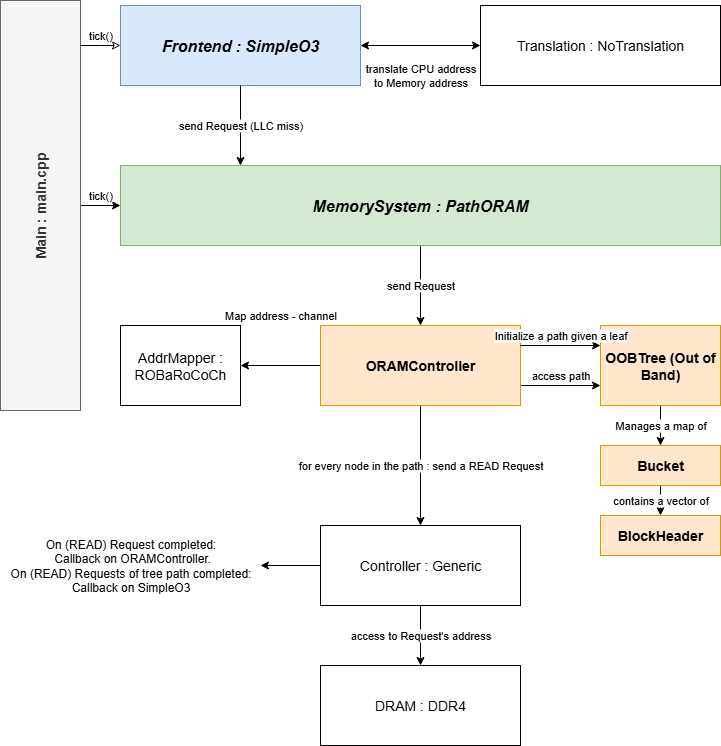 tick()
Frontend : SimpleO3
Translation : NoTranslation
translate CPU address
to Memory address
send Request (LLC miss)
Main : main.cpp
tick()
MemorySystem : PathORAM
send Request
Map address - channel
AddrMapper :
ROBaRoCoCh
ORAMController
Initialize a path given a leaf
access path
OOBTree (Out of
Band)
Manages a map of
Bucket
contains a vector of
BlockHeader
for every node in the path : send a READ Request
On (READ) Request completed:
Callback on ORAMController.
On (READ) Requests of tree path completed:
Callback on SimpleO3
Controller : Generic
access to Request's address
DRAM : DDR4